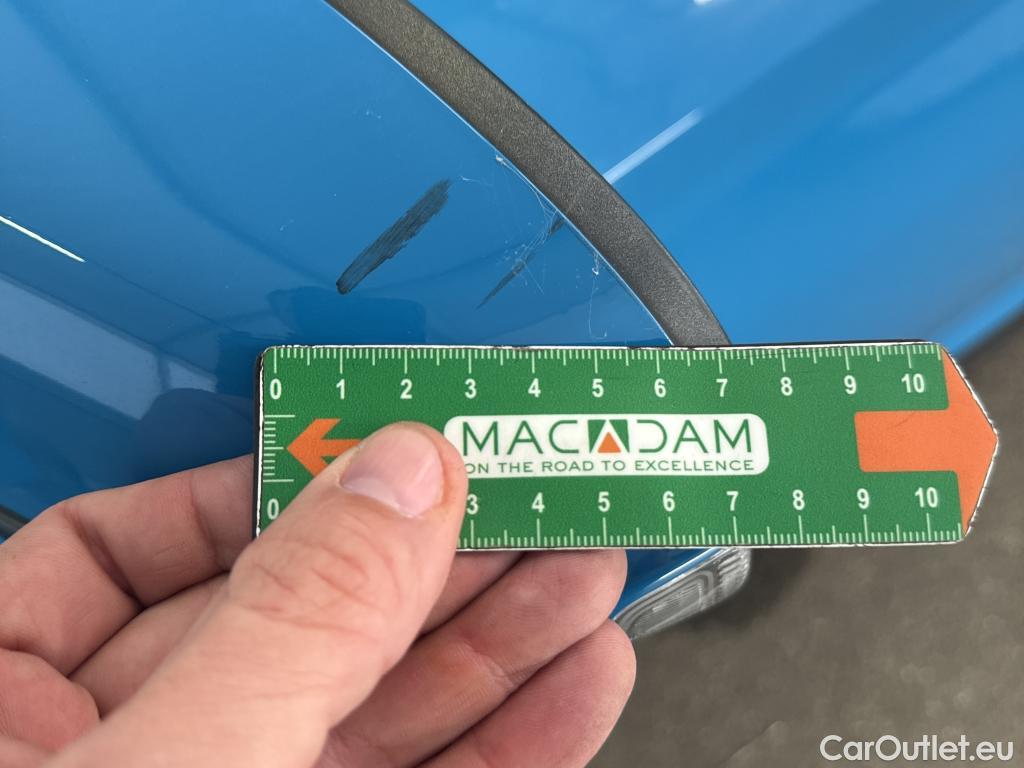 0 1 2 3 4 5 6 7 8 9 10
MACADAM
ON THE ROAD TO EXCELLENCE
0 3 4 5 6 7 8 9 10
CarOutlet.eu